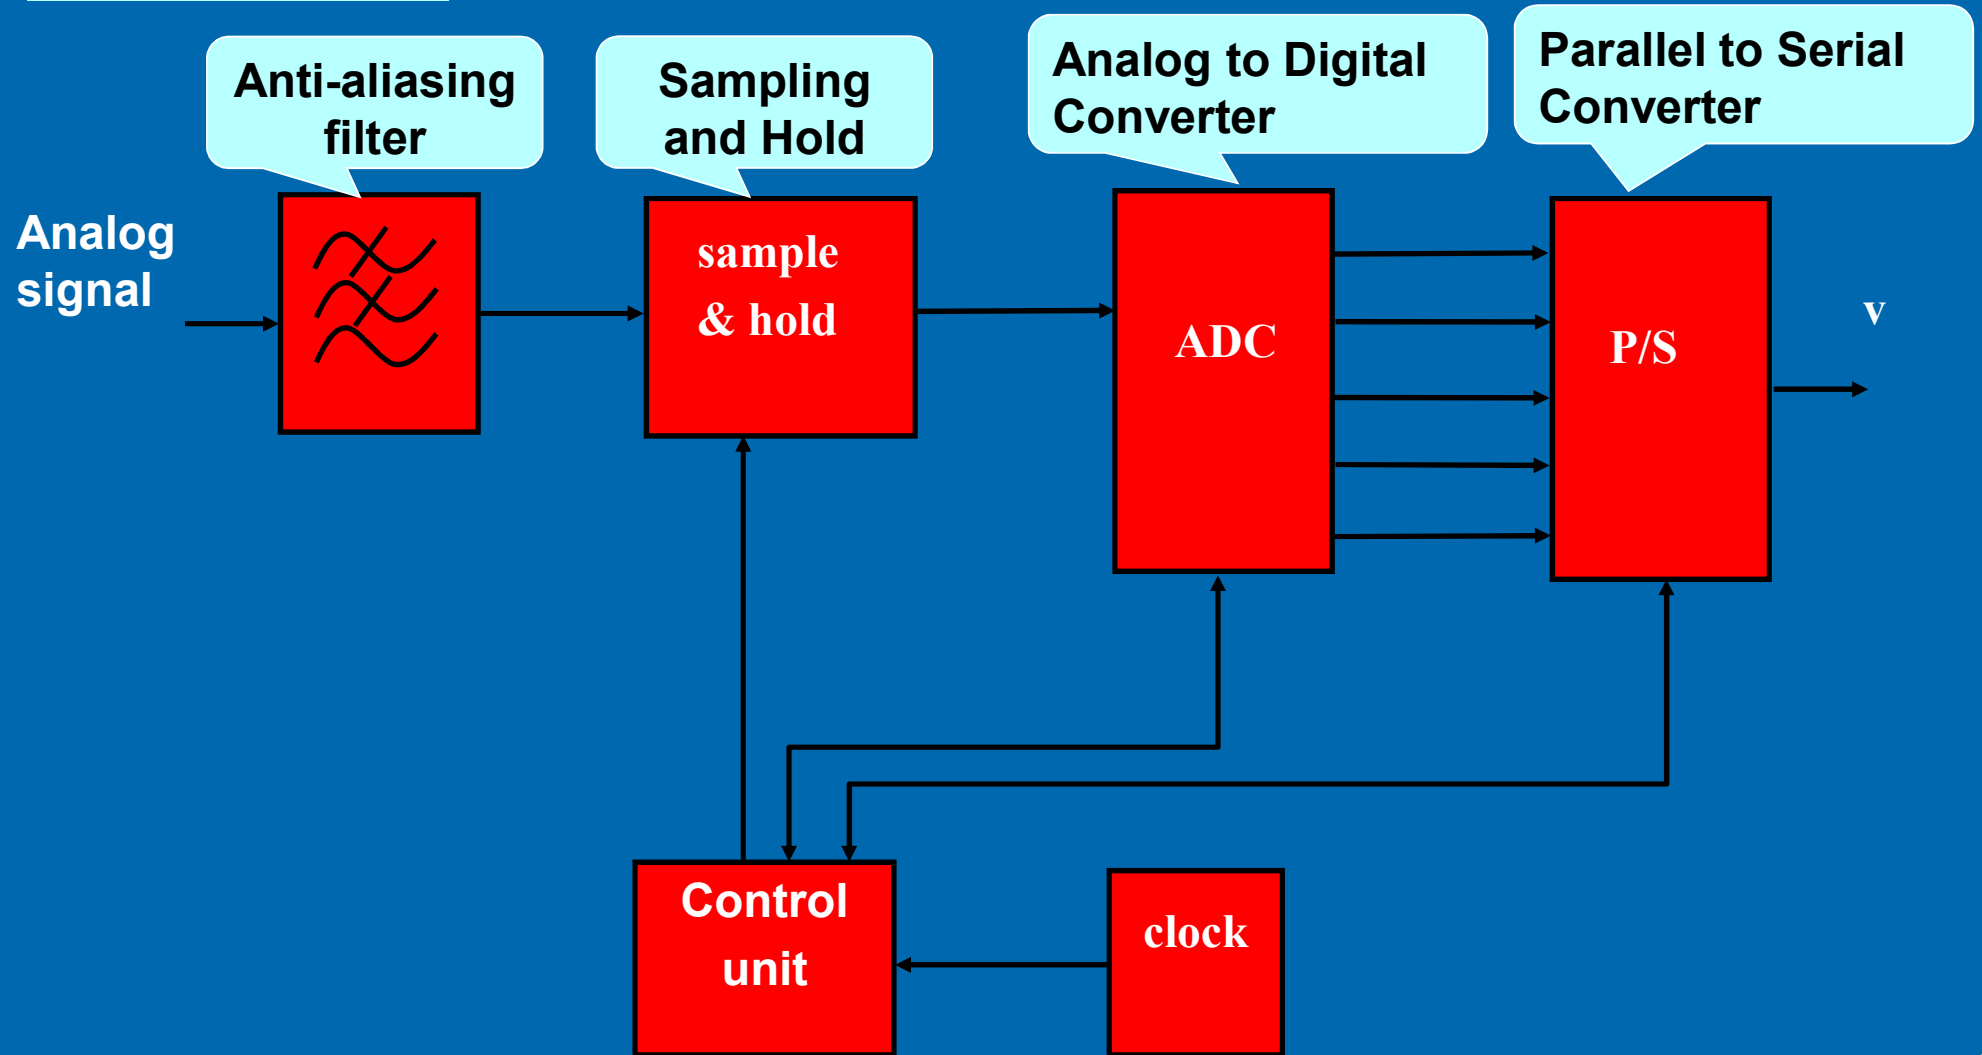 Anti-aliasing
filter
Sampling
and Hold
Analog to Digital
Converter
Parallel to Serial
Converter
Analog
signal
sample
& hold
ADC
P/S
v
Control
unit
clock